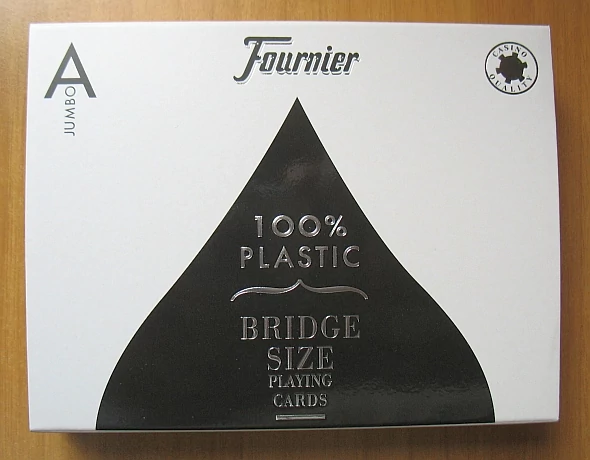 Fournier
A
JUMBO
CASINO
QUALITY
100%
PLASTIC
BRIDGE
SIZE
PLAYING
CARDS